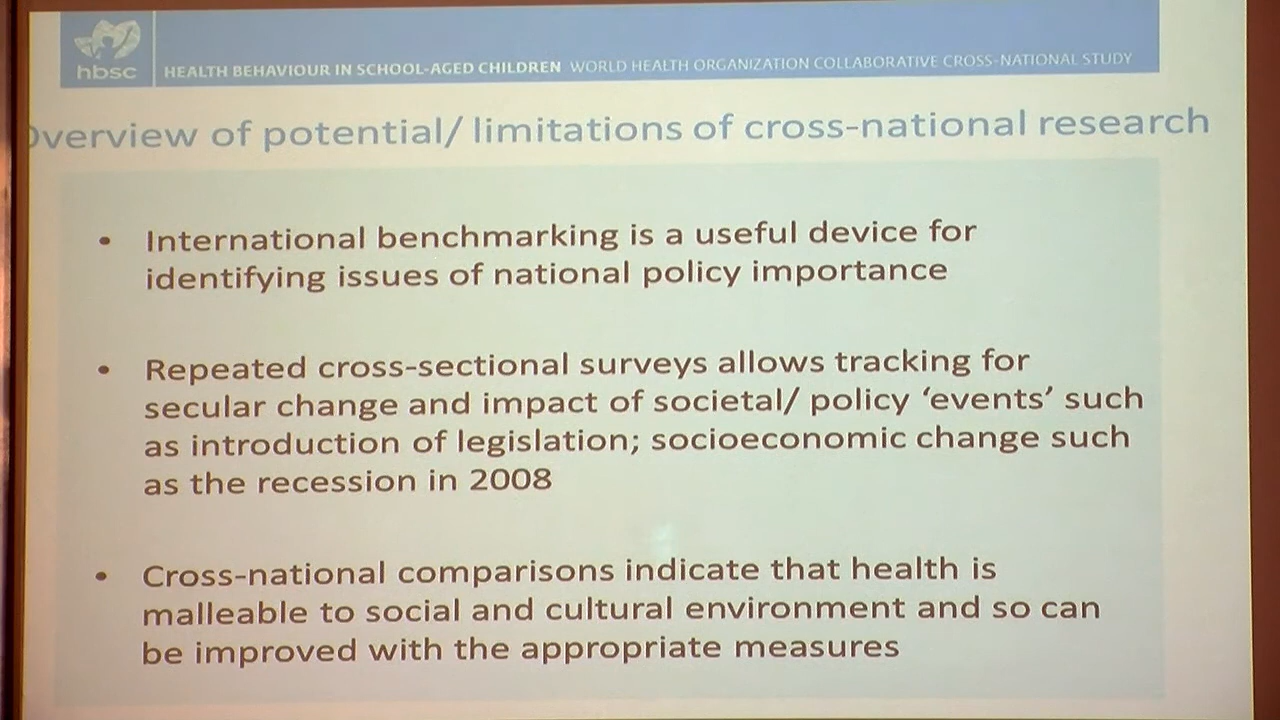 hbsc
HEALTH BEHAVIOUR IN SCHOOL-AGED CHILDREN WORLD HEALTH ORGANIZATION COLLABORATIVE CROSS-NATIONAL STUDY
Overview of potential/ limitations of cross-national research
• International benchmarking is a useful device for
identifying issues of national policy importance
• Repeated cross-sectional surveys allows tracking for
secular change and impact of societal/ policy ‘events’ such
as introduction of legislation; socioeconomic change such
as the recession in 2008
• Cross-national comparisons indicate that health is
malleable to social and cultural environment and so can
be improved with the appropriate measures